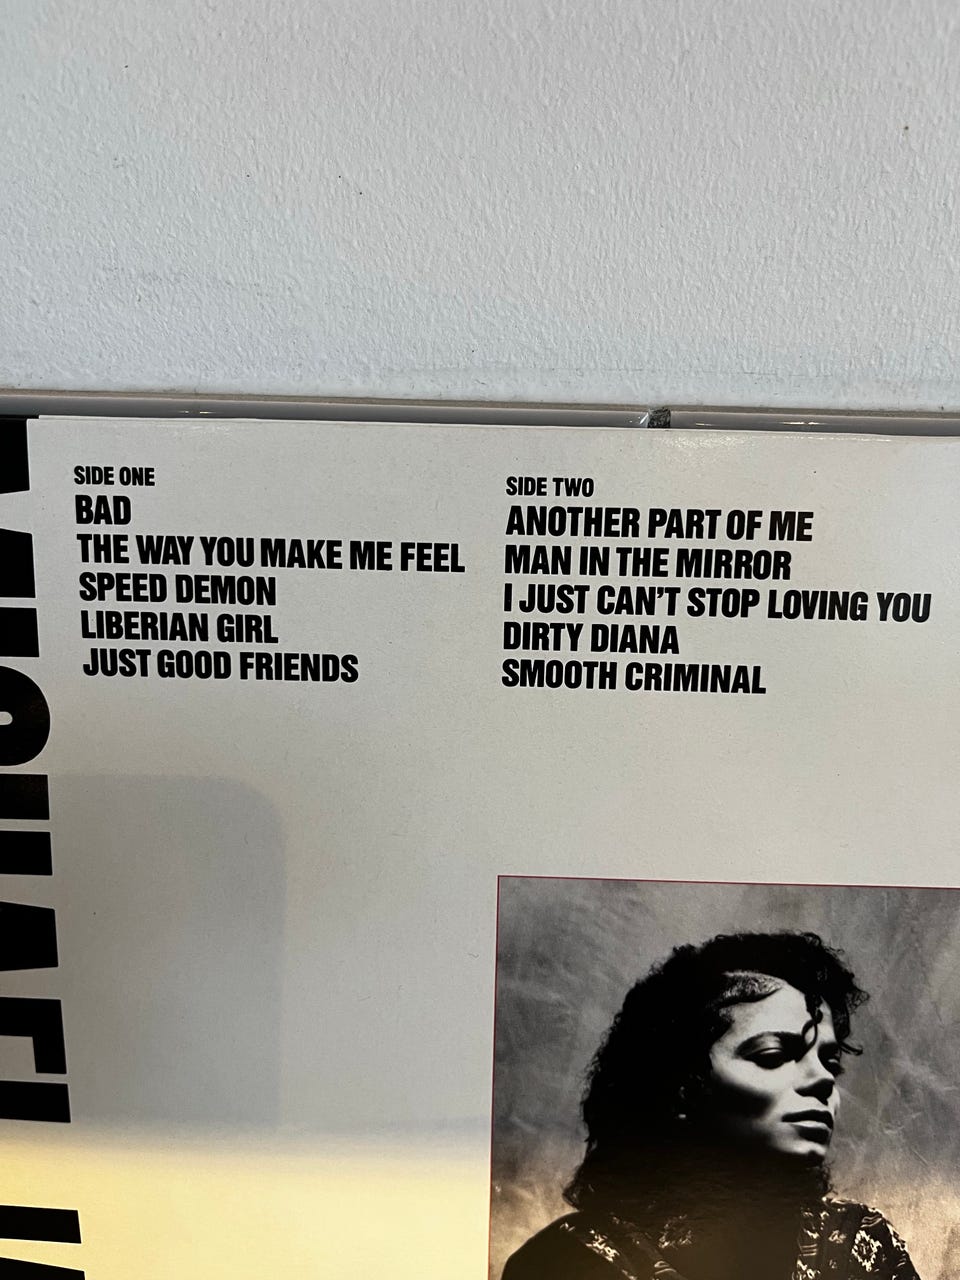 SIDE ONE
BAD
THE WAY YOU MAKE ME FEEL
SPEED DEMON
LIBERIAN GIRL
JUST GOOD FRIENDS
SIDE TWO
ANOTHER PART OF ME
MAN IN THE MIRROR
I JUST CAN'T STOP LOVING YOU
DIRTY DIANA
SMOOTH CRIMINAL
MICHAEL